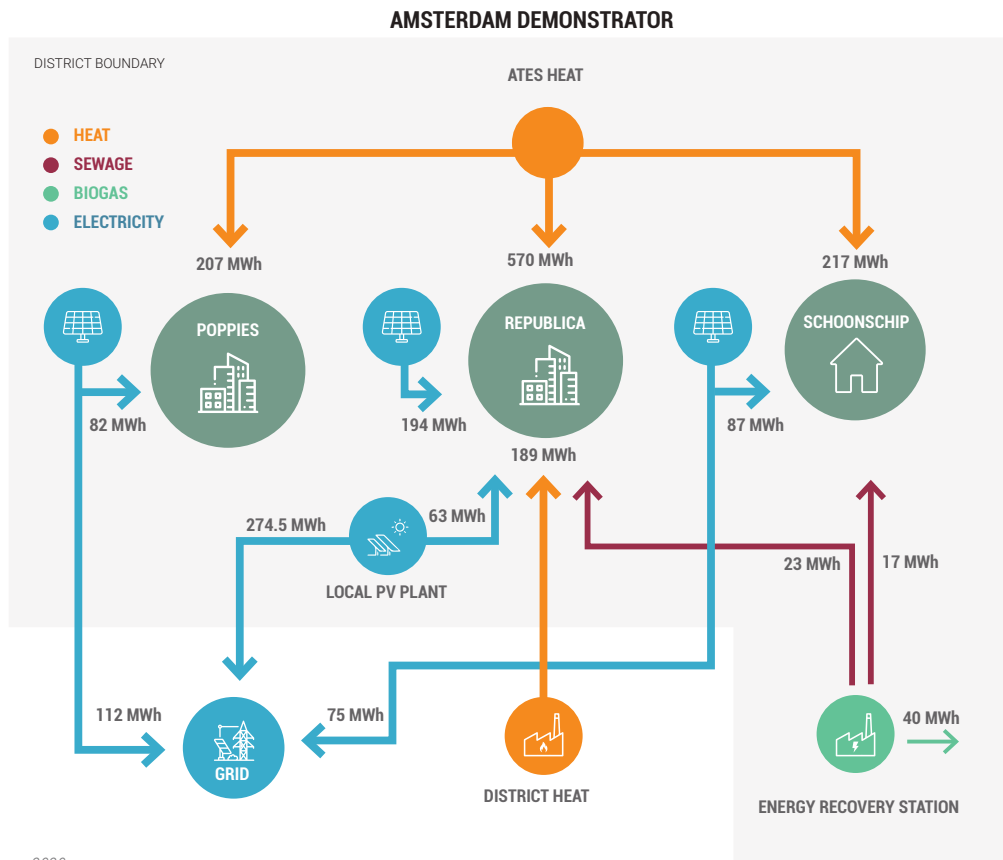 AMSTERDAM DEMONSTRATOR
DISTRICT BOUNDARY
ATES HEAT
HEAT
SEWAGE
BIOGAS
ELECTRICITY
207 MWh
570 MWh
217 MWh
POPPIES
REPUBLICA
SCHOONSCHIP
82 MWh
194 MWh
87 MWh
189 MWh
274.5 MWh
63 MWh
LOCAL PV PLANT
23 MWh
17 MWh
112 MWh
75 MWh
40 MWh
GRID
DISTRICT HEAT
ENERGY RECOVERY STATION